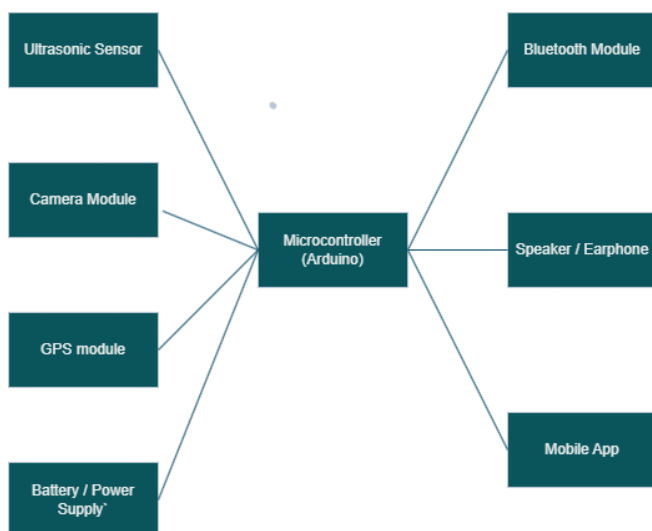 Ultrasonic Sensor
Bluetooth Module
Camera Module
Microcontroller
(Arduino)
Speaker / Earphone
GPS module
Mobile App
Battery / Power
Supply`